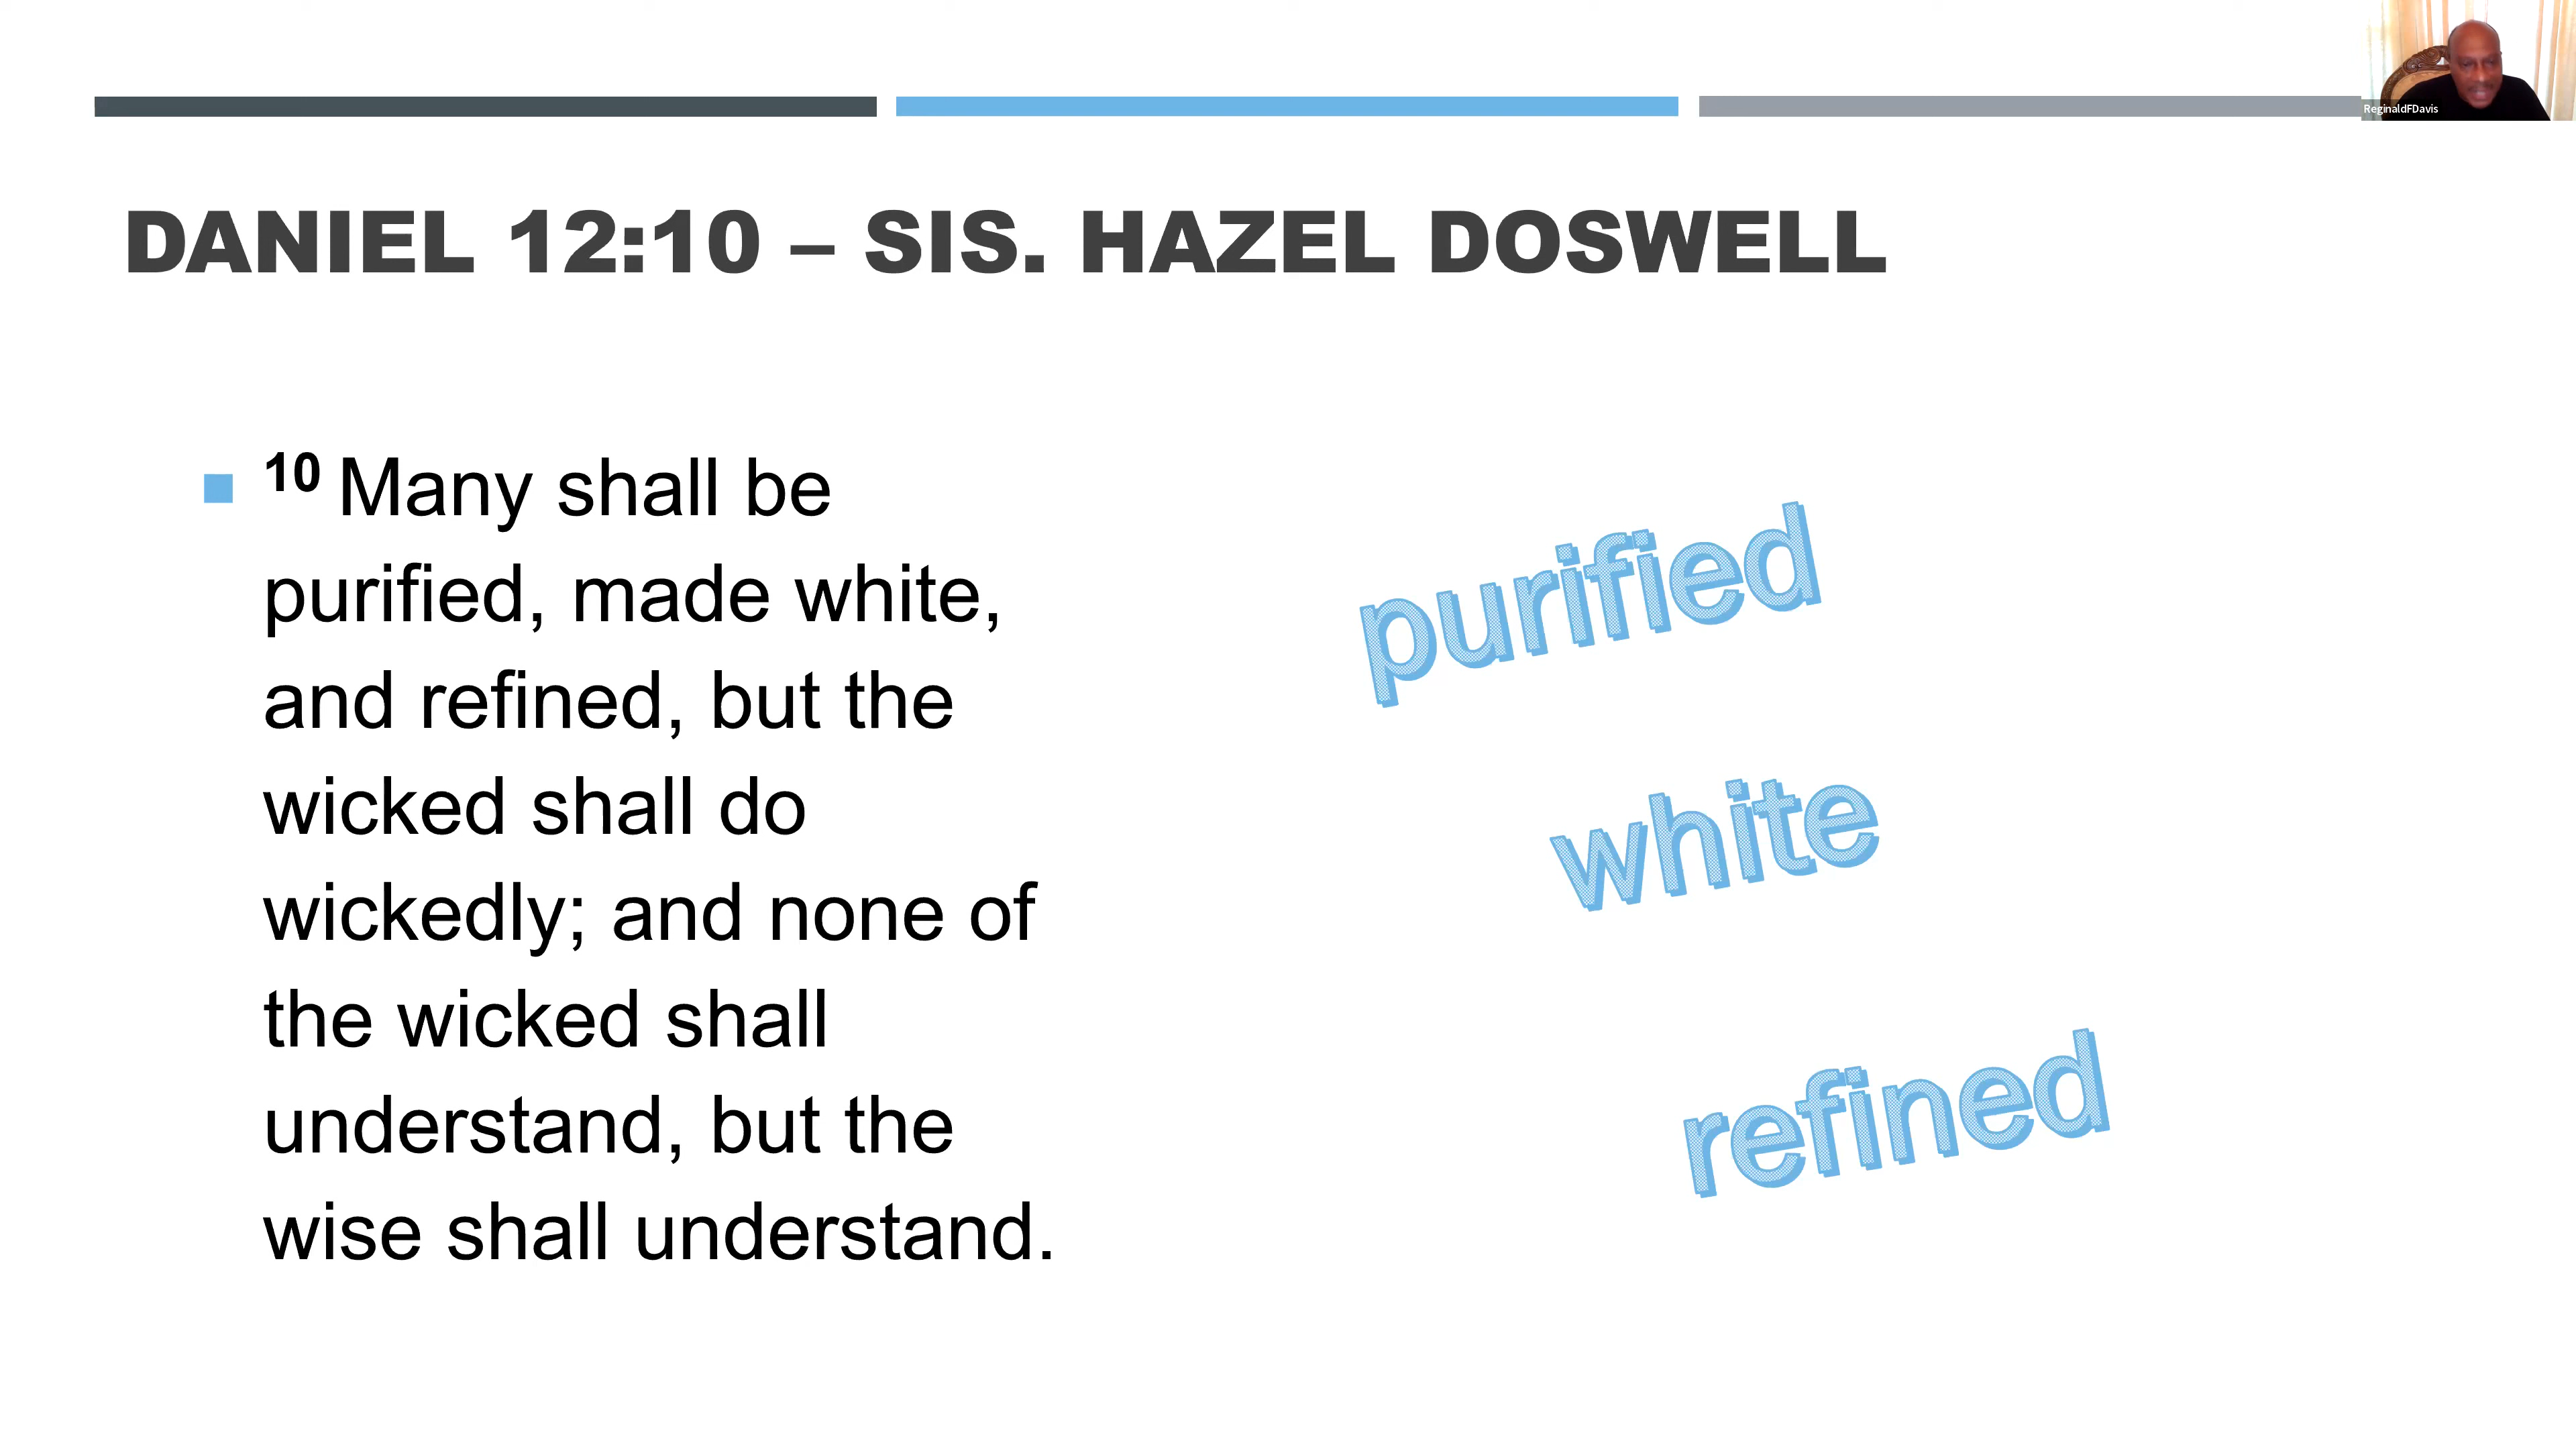 ReginaldFDavis
DANIEL 12:10 – SIS. HAZEL DOSWELL
10 Many shall be
purified, made white,
and refined, but the
wicked shall do
wickedly; and none of
the wicked shall
understand, but the
wise shall understand.
purified
white
refined